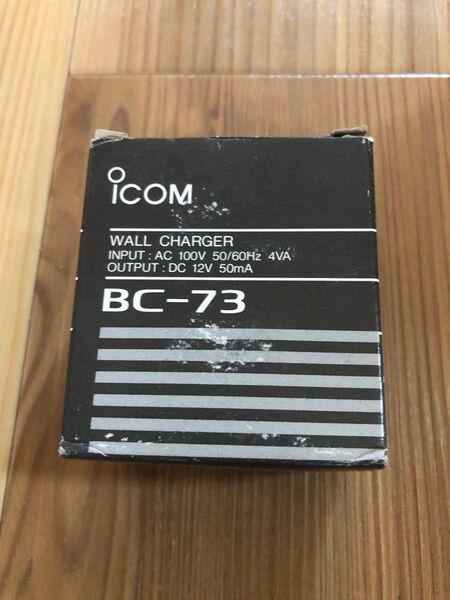 ICOM
WALL CHARGER
INPUT : AC 100V 50/60Hz 4VA
OUTPUT : DC 12V 50mA
BC-73